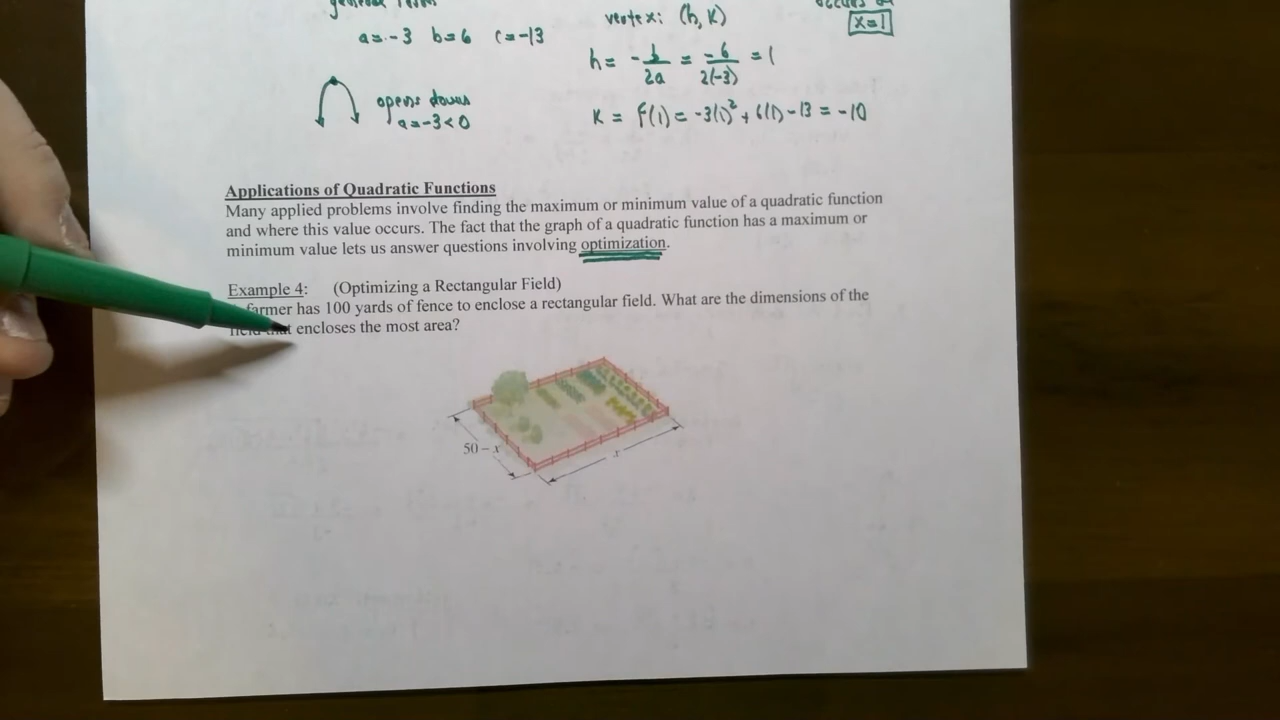 a = -3 b = 6 c = -13
vertex: (h, k)
x = 1
h = -b/2a = -6/2(-3) = 1
opens down
a = -3 < 0
k = f(1) = -3(1)² + 6(1) - 13 = -10
Applications of Quadratic Functions
Many applied problems involve finding the maximum or minimum value of a quadratic function
and where this value occurs. The fact that the graph of a quadratic function has a maximum or
minimum value lets us answer questions involving optimization.
Example 4: (Optimizing a Rectangular Field)
farmer has 100 yards of fence to enclose a rectangular field. What are the dimensions of the
encloses the most area?
50 – x
x